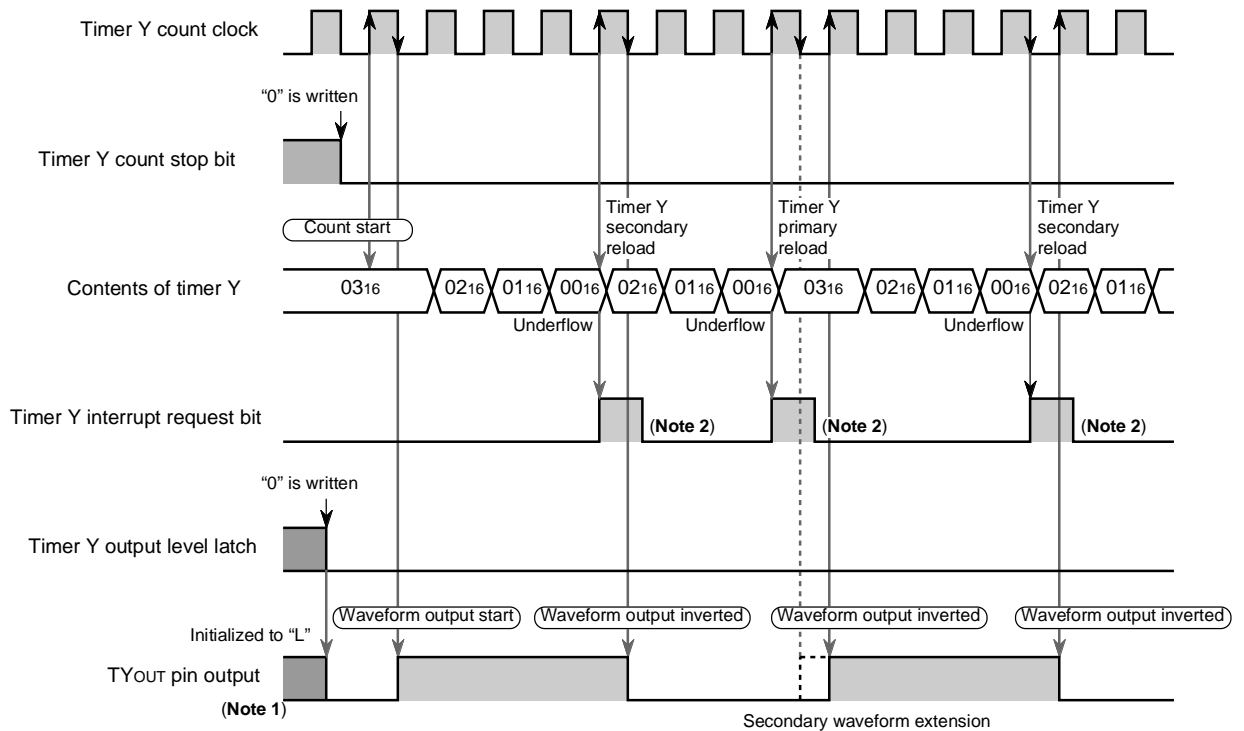 Timer Y count clock
“0” is written
Timer Y count stop bit
Count start
Timer Y
secondary
reload
Timer Y
primary
reload
Timer Y
secondary
reload
Contents of timer Y
0316 0216 0116 0016 0216 0116 0016 0316 0216 0116 0016 0216 0116
Underflow Underflow Underflow
Timer Y interrupt request bit
(Note 2) (Note 2) (Note 2)
“0” is written
Timer Y output level latch
Waveform output start Waveform output inverted Waveform output inverted Waveform output inverted
Initialized to “L”
TYOUT pin output
(Note 1)
Secondary waveform extension